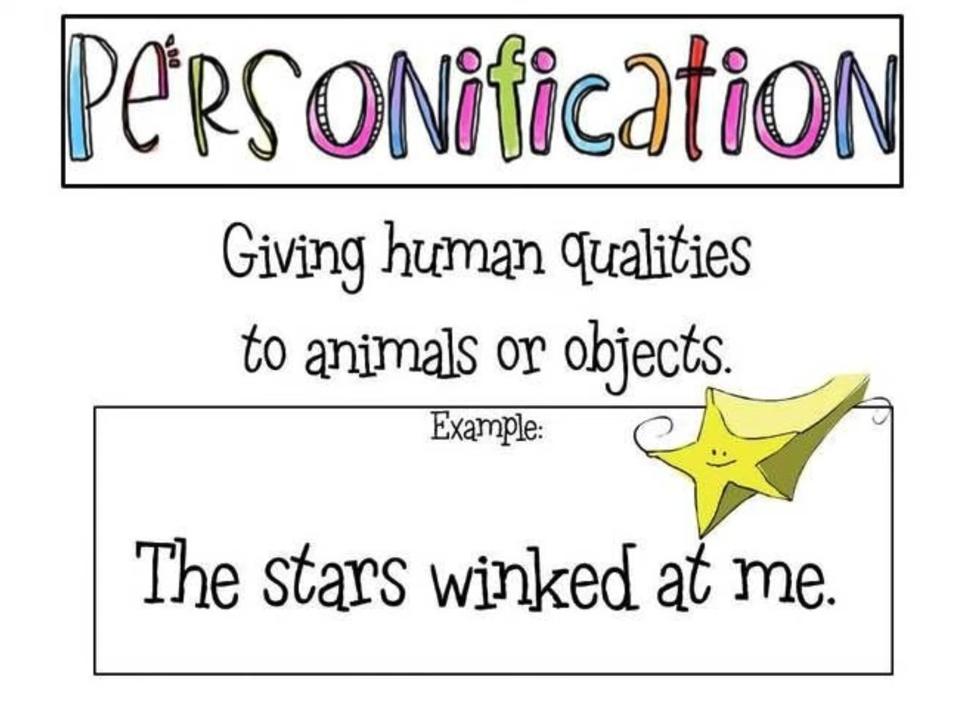 Personification
Giving human qualities
to animals or objects.
Example:
The stars winked at me.